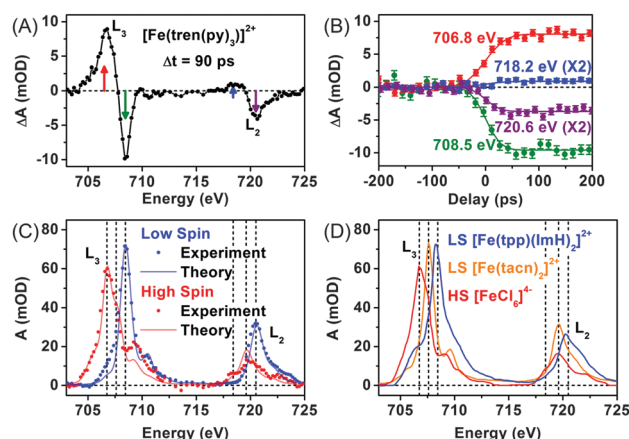 (A)
L3
[Fe(tren(py)3)]2+
Δt = 90 ps
L2
ΔA (mOD)
10
5
0
-5
-10
705 710 715 720 725
Energy (eV)
(B)
706.8 eV
718.2 eV (X2)
720.6 eV (X2)
708.5 eV
ΔA (mOD)
10
5
0
-5
-10
-200 -100 0 100 200
Delay (ps)
(C)
L3
Low Spin
Experiment
Theory
High Spin
Experiment
Theory
L2
A (mOD)
80
60
40
20
0
705 710 715 720 725
Energy (eV)
(D)
L3
LS [Fe(tpp)(ImH)2]2+
LS [Fe(tacn)2]2+
HS [FeCl6]4-
L2
A (mOD)
80
60
40
20
0
705 710 715 720 725
Energy (eV)